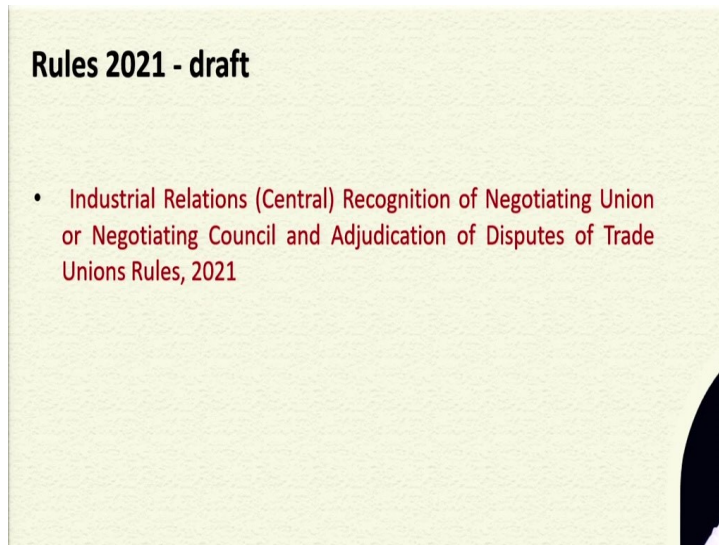 Rules 2021 - draft
• Industrial Relations (Central) Recognition of Negotiating Union
or Negotiating Council and Adjudication of Disputes of Trade
Unions Rules, 2021